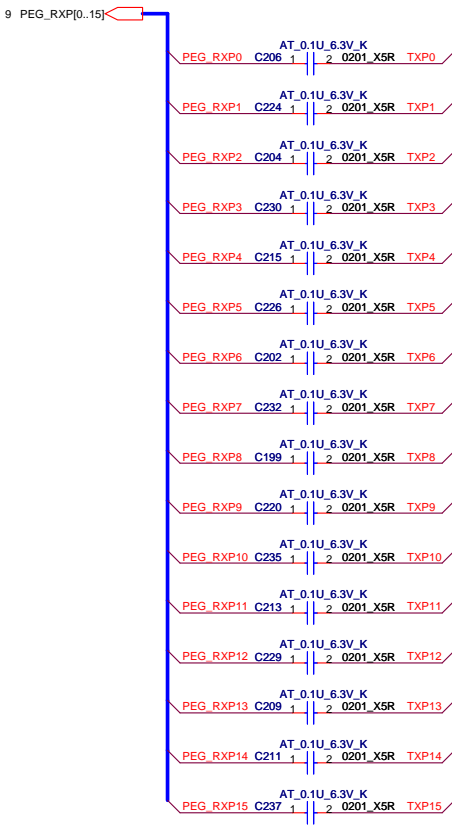 9 PEG_RXP[0..15]
AT_0.1U_6.3V_K
PEG_RXP0 C206 1 2 0201_X5R TXP0
AT_0.1U_6.3V_K
PEG_RXP1 C224 1 2 0201_X5R TXP1
AT_0.1U_6.3V_K
PEG_RXP2 C204 1 2 0201_X5R TXP2
AT_0.1U_6.3V_K
PEG_RXP3 C230 1 2 0201_X5R TXP3
AT_0.1U_6.3V_K
PEG_RXP4 C215 1 2 0201_X5R TXP4
AT_0.1U_6.3V_K
PEG_RXP5 C226 1 2 0201_X5R TXP5
AT_0.1U_6.3V_K
PEG_RXP6 C202 1 2 0201_X5R TXP6
AT_0.1U_6.3V_K
PEG_RXP7 C232 1 2 0201_X5R TXP7
AT_0.1U_6.3V_K
PEG_RXP8 C199 1 2 0201_X5R TXP8
AT_0.1U_6.3V_K
PEG_RXP9 C220 1 2 0201_X5R TXP9
AT_0.1U_6.3V_K
PEG_RXP10 C235 1 2 0201_X5R TXP10
AT_0.1U_6.3V_K
PEG_RXP11 C213 1 2 0201_X5R TXP11
AT_0.1U_6.3V_K
PEG_RXP12 C229 1 2 0201_X5R TXP12
AT_0.1U_6.3V_K
PEG_RXP13 C209 1 2 0201_X5R TXP13
AT_0.1U_6.3V_K
PEG_RXP14 C211 1 2 0201_X5R TXP14
AT_0.1U_6.3V_K
PEG_RXP15 C237 1 2 0201_X5R TXP15